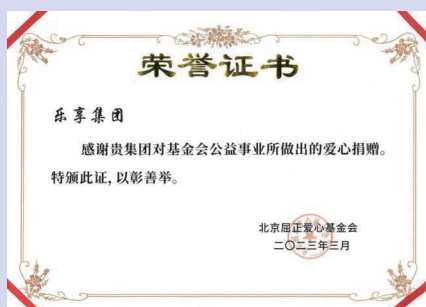 荣誉证书
乐享集团
感谢贵集团对基金会公益事业所做出的爱心捐赠。
特颁此证,以彰善举。
北京屈正爱心基金会
二〇二三年三月